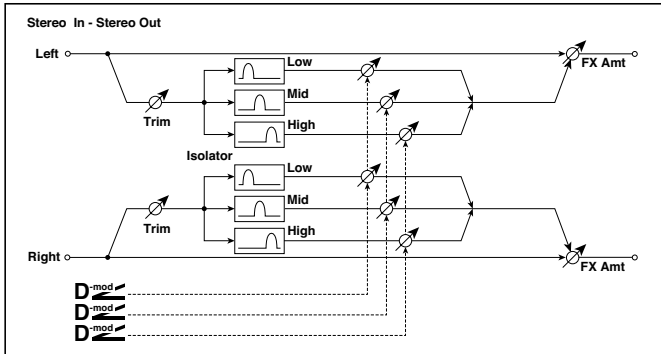 Stereo In - Stereo Out
Left
FX Amt
Low
Mid
High
Trim
Isolator
Low
Mid
High
Trim
Right
FX Amt
D-mod
D-mod
D-mod